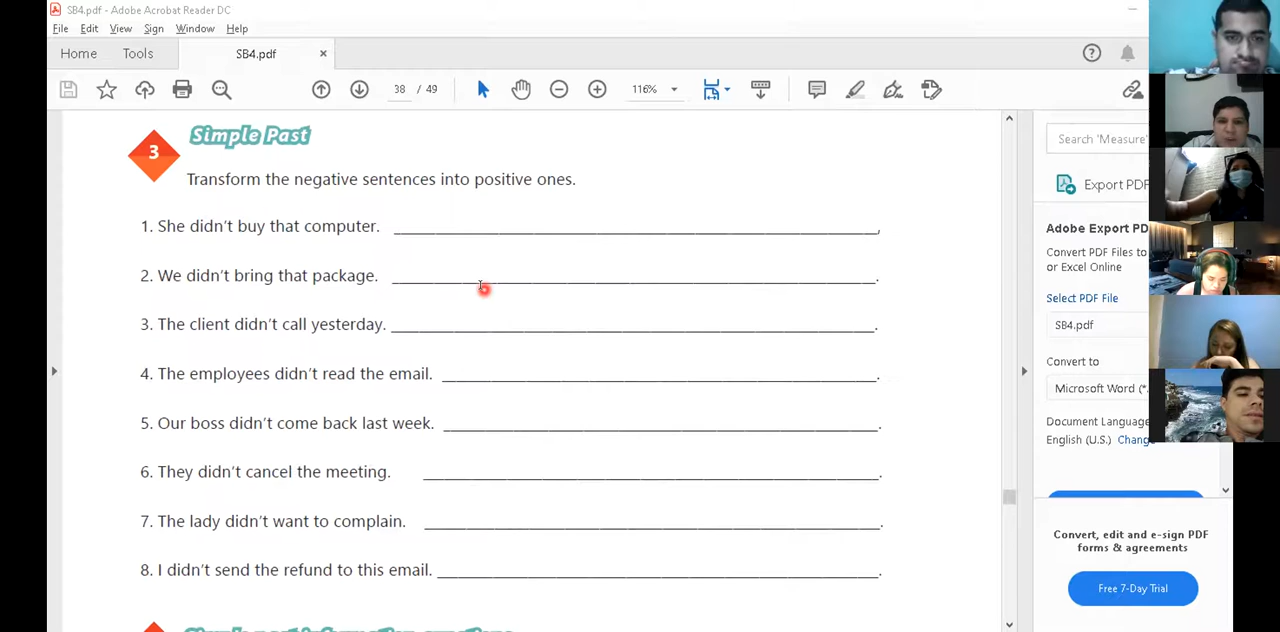 SB4.pdf - Adobe Acrobat Reader DC
File Edit View Sign Window Help
Home Tools SB4.pdf ×
38 / 49 116%
Search 'Measure'
3 Simple Past
Transform the negative sentences into positive ones.
Export PDF
1. She didn't buy that computer. ,
Adobe Export PD
Convert PDF Files to
or Excel Online
2. We didn't bring that package. .
Select PDF File
3. The client didn't call yesterday. .
SB4.pdf
Convert to
4. The employees didn't read the email. .
Microsoft Word (*.
Document Language:
English (U.S.) Change
5. Our boss didn't come back last week. .
6. They didn't cancel the meeting. .
7. The lady didn't want to complain. .
Convert, edit and e-sign PDF
forms & agreements
8. I didn't send the refund to this email. .
Free 7-Day Trial